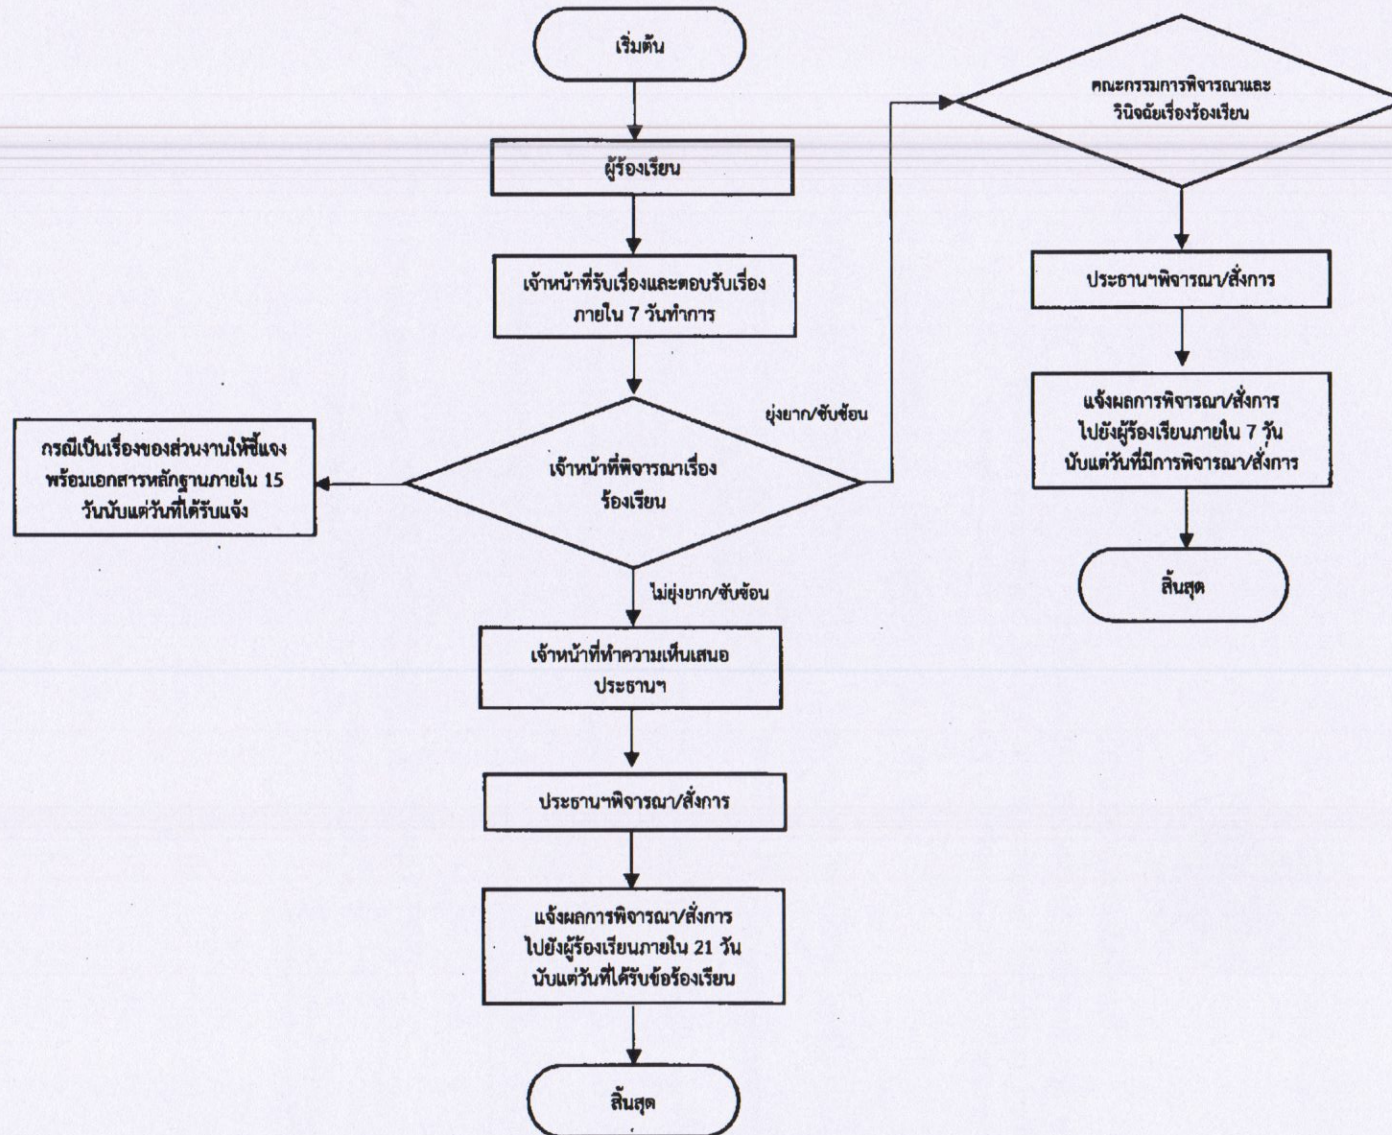 เริ่มต้น
ผู้ร้องเรียน
เจ้าหน้าที่รับเรื่องและตอบรับเรื่อง
ภายใน 7 วันทำการ
เจ้าหน้าที่พิจารณาเรื่อง
ร้องเรียน
กรณีเป็นเรื่องของส่วนงานให้ชี้แจง
พร้อมเอกสารหลักฐานภายใน 15
วันนับแต่วันที่ได้รับแจ้ง
ไม่ยุ่งยาก/ซับซ้อน
เจ้าหน้าที่ทำความเห็นเสนอ
ประธานฯ
ประธานฯพิจารณา/สั่งการ
แจ้งผลการพิจารณา/สั่งการ
ไปยังผู้ร้องเรียนภายใน 21 วัน
นับแต่วันที่ได้รับข้อร้องเรียน
สิ้นสุด
ยุ่งยาก/ซับซ้อน
คณะกรรมการพิจารณาและ
วินิจฉัยเรื่องร้องเรียน
ประธานฯพิจารณา/สั่งการ
แจ้งผลการพิจารณา/สั่งการ
ไปยังผู้ร้องเรียนภายใน 7 วัน
นับแต่วันที่มีการพิจารณา/สั่งการ
สิ้นสุด